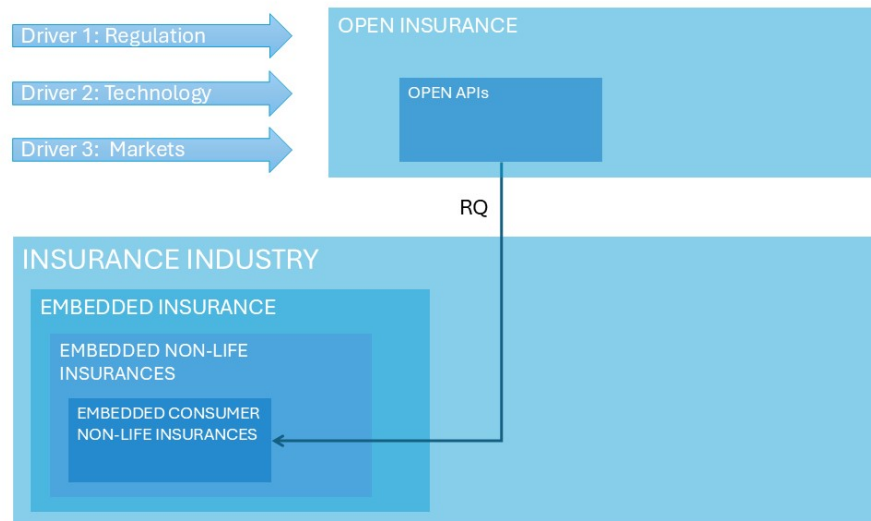 Driver 1: Regulation
Driver 2: Technology
Driver 3:  Markets
OPEN INSURANCE
OPEN APIs
RQ
INSURANCE INDUSTRY
EMBEDDED INSURANCE
EMBEDDED NON-LIFE
INSURANCES
EMBEDDED CONSUMER
NON-LIFE INSURANCES